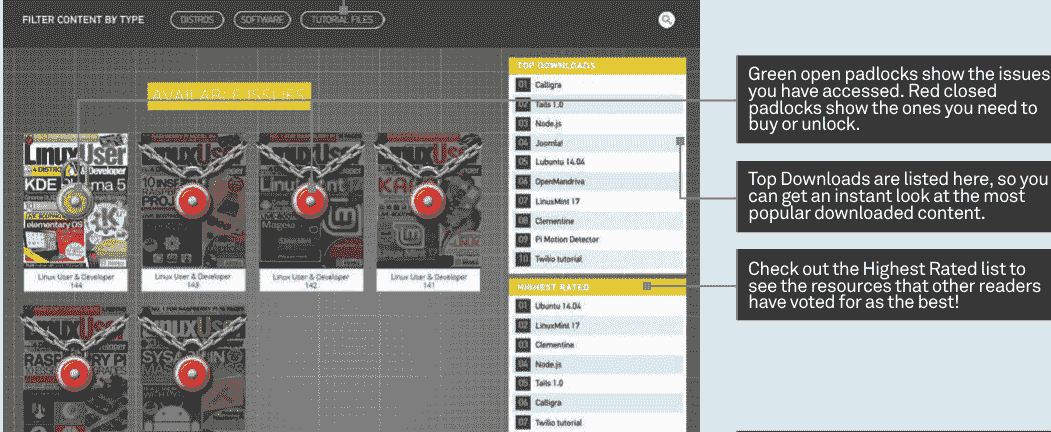 FILTER CONTENT BY TYPE
DISTROS
SOFTWARE
TUTORIAL FILES
AVAILABLE ISSUES
LinuxUser
& Developer
KDE
elementary OS
Linux User & Developer
144
Linux User & Developer
143
Linux User & Developer
142
Linux User & Developer
141
TOP DOWNLOADS
01 Calligra
02 Tails 1.0
03 Node.js
04 Joomla!
05 Lubuntu 14.04
06 OpenMandriva
07 LinuxMint 17
08 Clementine
09 Pi Motion Detector
10 Twilio tutorial
HIGHEST RATED
01 Ubuntu 14.04
02 LinuxMint 17
03 Clementine
04 Node.js
05 Tails 1.0
06 Calligra
07 Twilio tutorial
Green open padlocks show the issues
you have accessed. Red closed
padlocks show the ones you need to
buy or unlock.
Top Downloads are listed here, so you
can get an instant look at the most
popular downloaded content.
Check out the Highest Rated list to
see the resources that other readers
have voted for as the best!